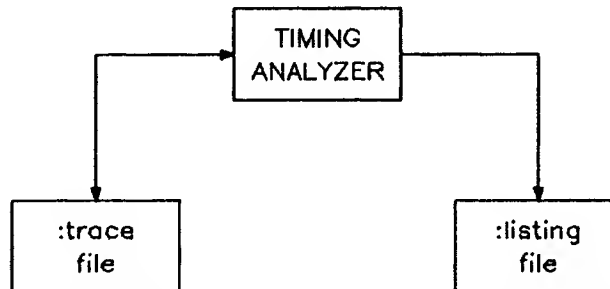 TIMING
ANALYZER
:trace
file
:listing
file